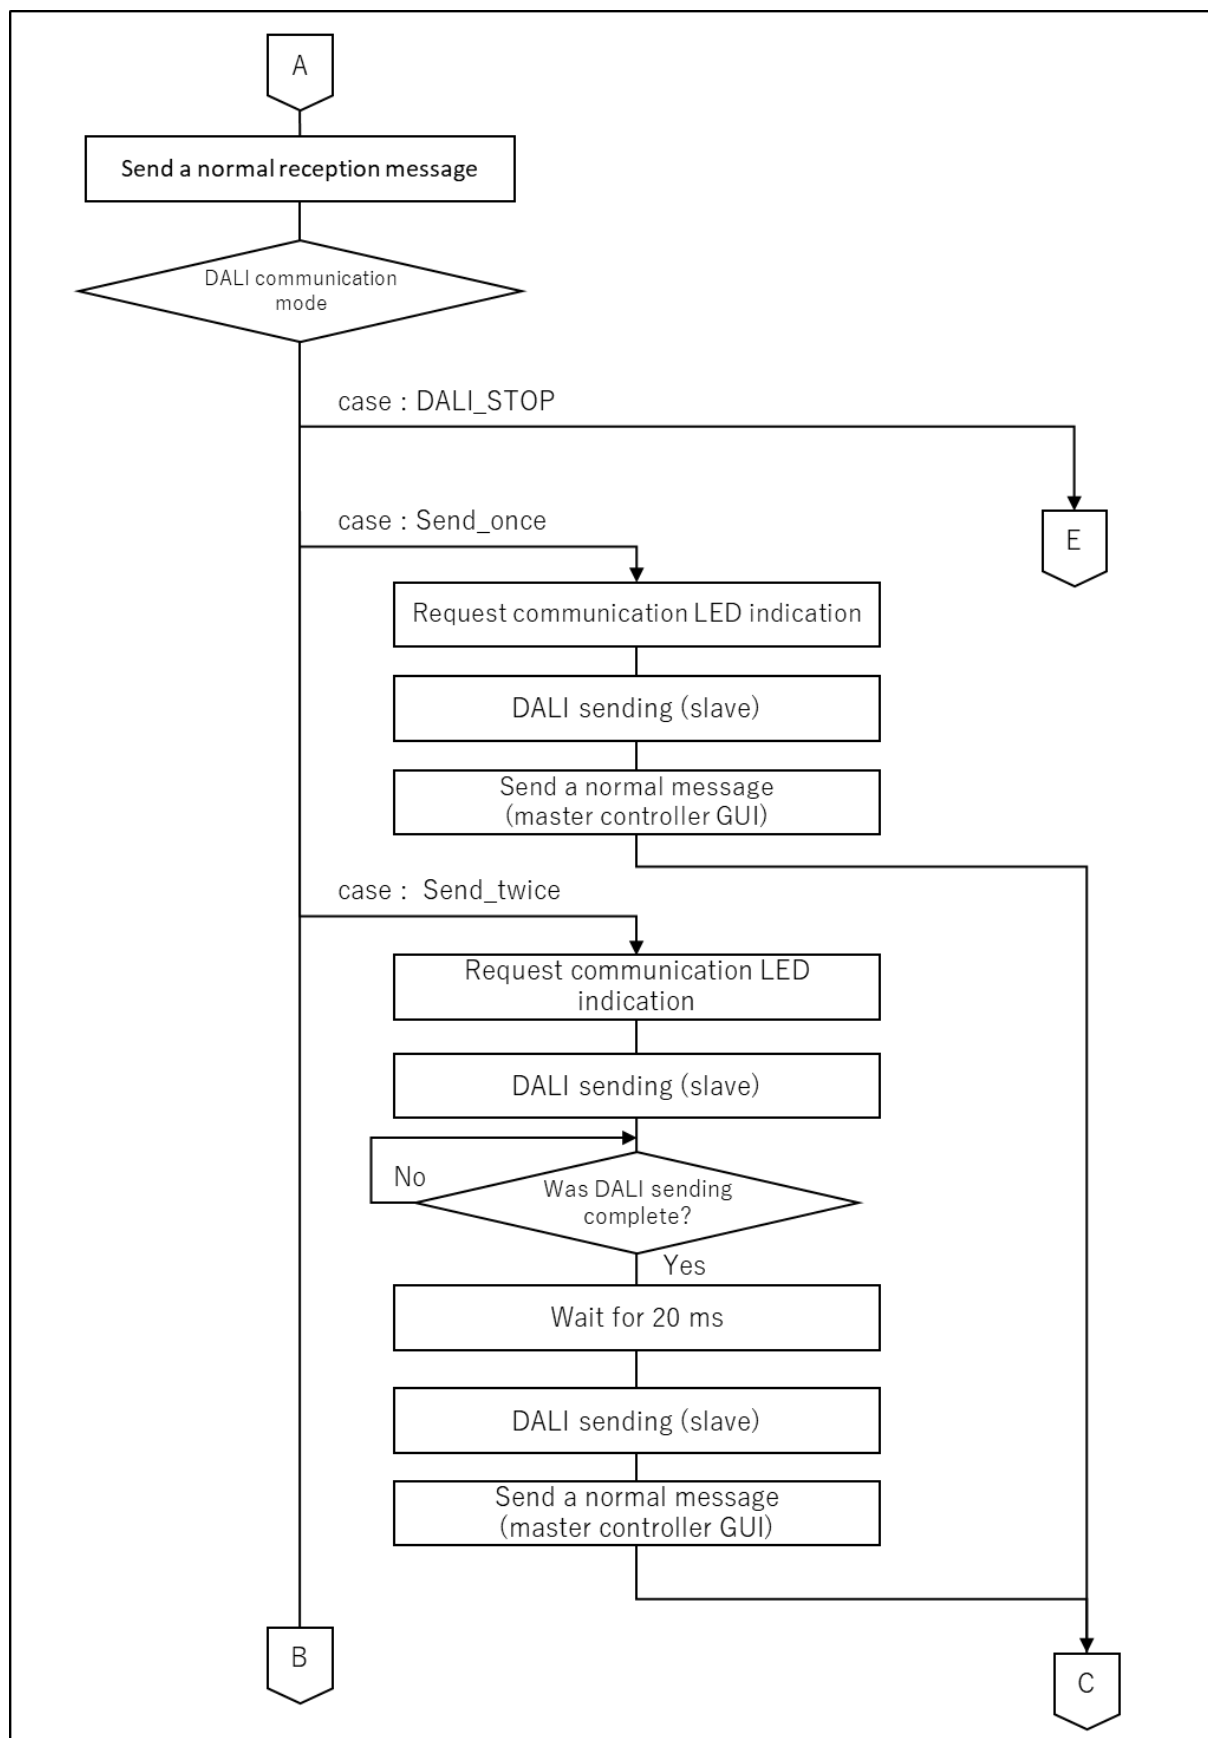 A
Send a normal reception message
DALI communication
mode
case : DALI_STOP
case : Send_once
E
Request communication LED indication
DALI sending (slave)
Send a normal message
(master controller GUI)
case :  Send_twice
Request communication LED
indication
DALI sending (slave)
No
Was DALI sending
complete?
Yes
Wait for 20 ms
DALI sending (slave)
Send a normal message
(master controller GUI)
B
C